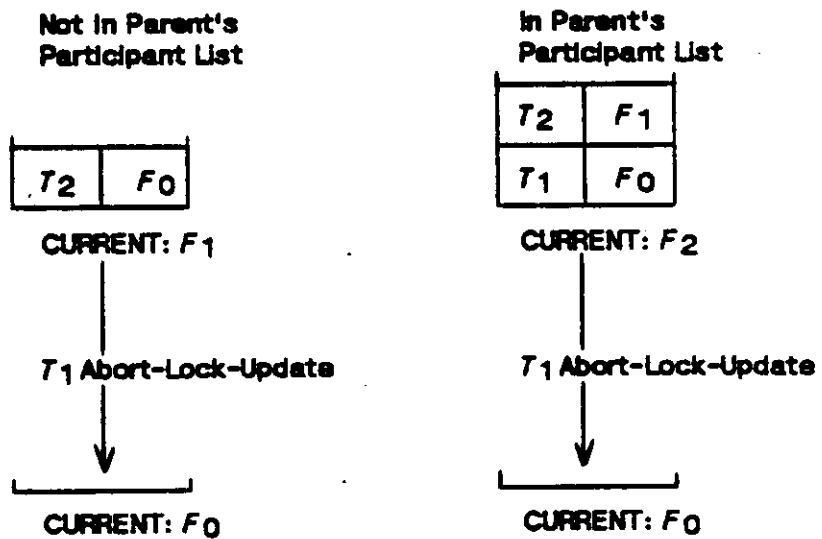 Not in Parent's
Participant List
T2 F0
CURRENT: F1
T1 Abort-Lock-Update
CURRENT: F0
In Parent's
Participant List
T2 F1
T1 F0
CURRENT: F2
T1 Abort-Lock-Update
CURRENT: F0